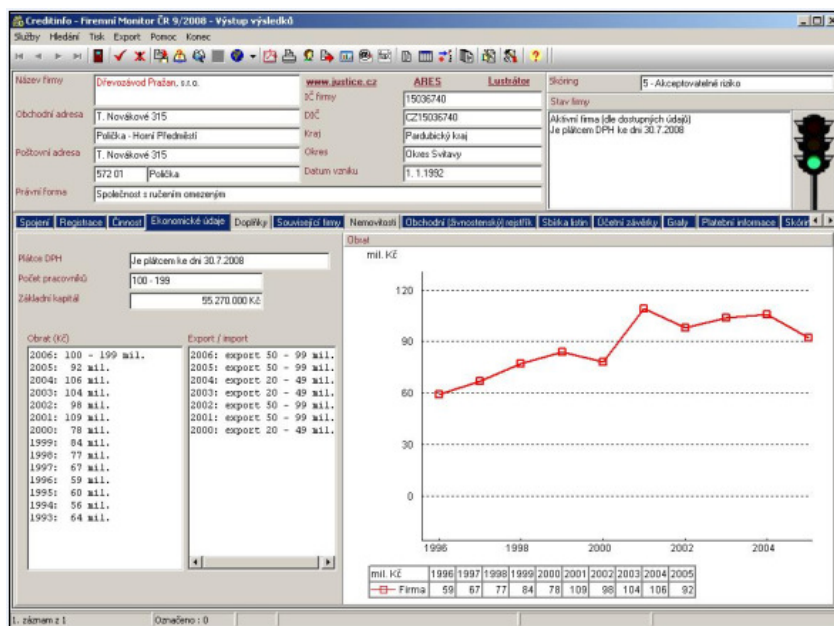 Creditinfo - Firemní Monitor ČR 9/2008 - Výstup výsledků
Služby Hledání Tisk Export Pomoc Konec
Název firmy
Dřevozávod Pražan, s.r.o.
Obchodní adresa
T. Novákové 315
Polička - Horní Předměstí
Poštovní adresa
T. Novákové 315
572 01 Polička
Právní forma
Společnost s ručením omezeným
www.justice.cz ARES Lustrátor
IČ firmy 15036740
DIČ CZ15036740
Kraj Pardubický kraj
Okres Okres Svitavy
Datum vzniku 1. 1.1992
Skóring 5 - Akceptovatelné riziko
Stav firmy
Aktivní firma (dle dostupných údajů)
Je plátcem DPH ke dni 30.7.2008
Spojení Registrace Činnost Ekonomické údaje Doplňky Související firmy Nemovitosti Obchodní (živnostenský) rejstřík Sbírka listin Účetní závěrky Grafy Platební informace Skórin
Plátce DPH Je plátcem ke dni 30.7.2008
Počet pracovníků 100 - 199
Základní kapitál 55.270.000 Kč
Obrat (Kč)
2006: 100 - 199 mil.
2005: 92 mil.
2004: 106 mil.
2003: 104 mil.
2002: 98 mil.
2001: 109 mil.
2000: 78 mil.
1999: 84 mil.
1998: 77 mil.
1997: 67 mil.
1996: 59 mil.
1995: 60 mil.
1994: 56 mil.
1993: 64 mil.
Export / import
2006: export 50 - 99 mil.
2005: export 50 - 99 mil.
2004: export 20 - 49 mil.
2003: export 20 - 49 mil.
2002: export 50 - 99 mil.
2001: export 50 - 99 mil.
2000: export 20 - 49 mil.
Obrat
mil. Kč
120
90
60
30
0
1996 1998 2000 2002 2004
mil. Kč 1996 1997 1998 1999 2000 2001 2002 2003 2004 2005
Firma 59 67 77 84 78 109 98 104 106 92
1. záznam z 1 Označeno : 0